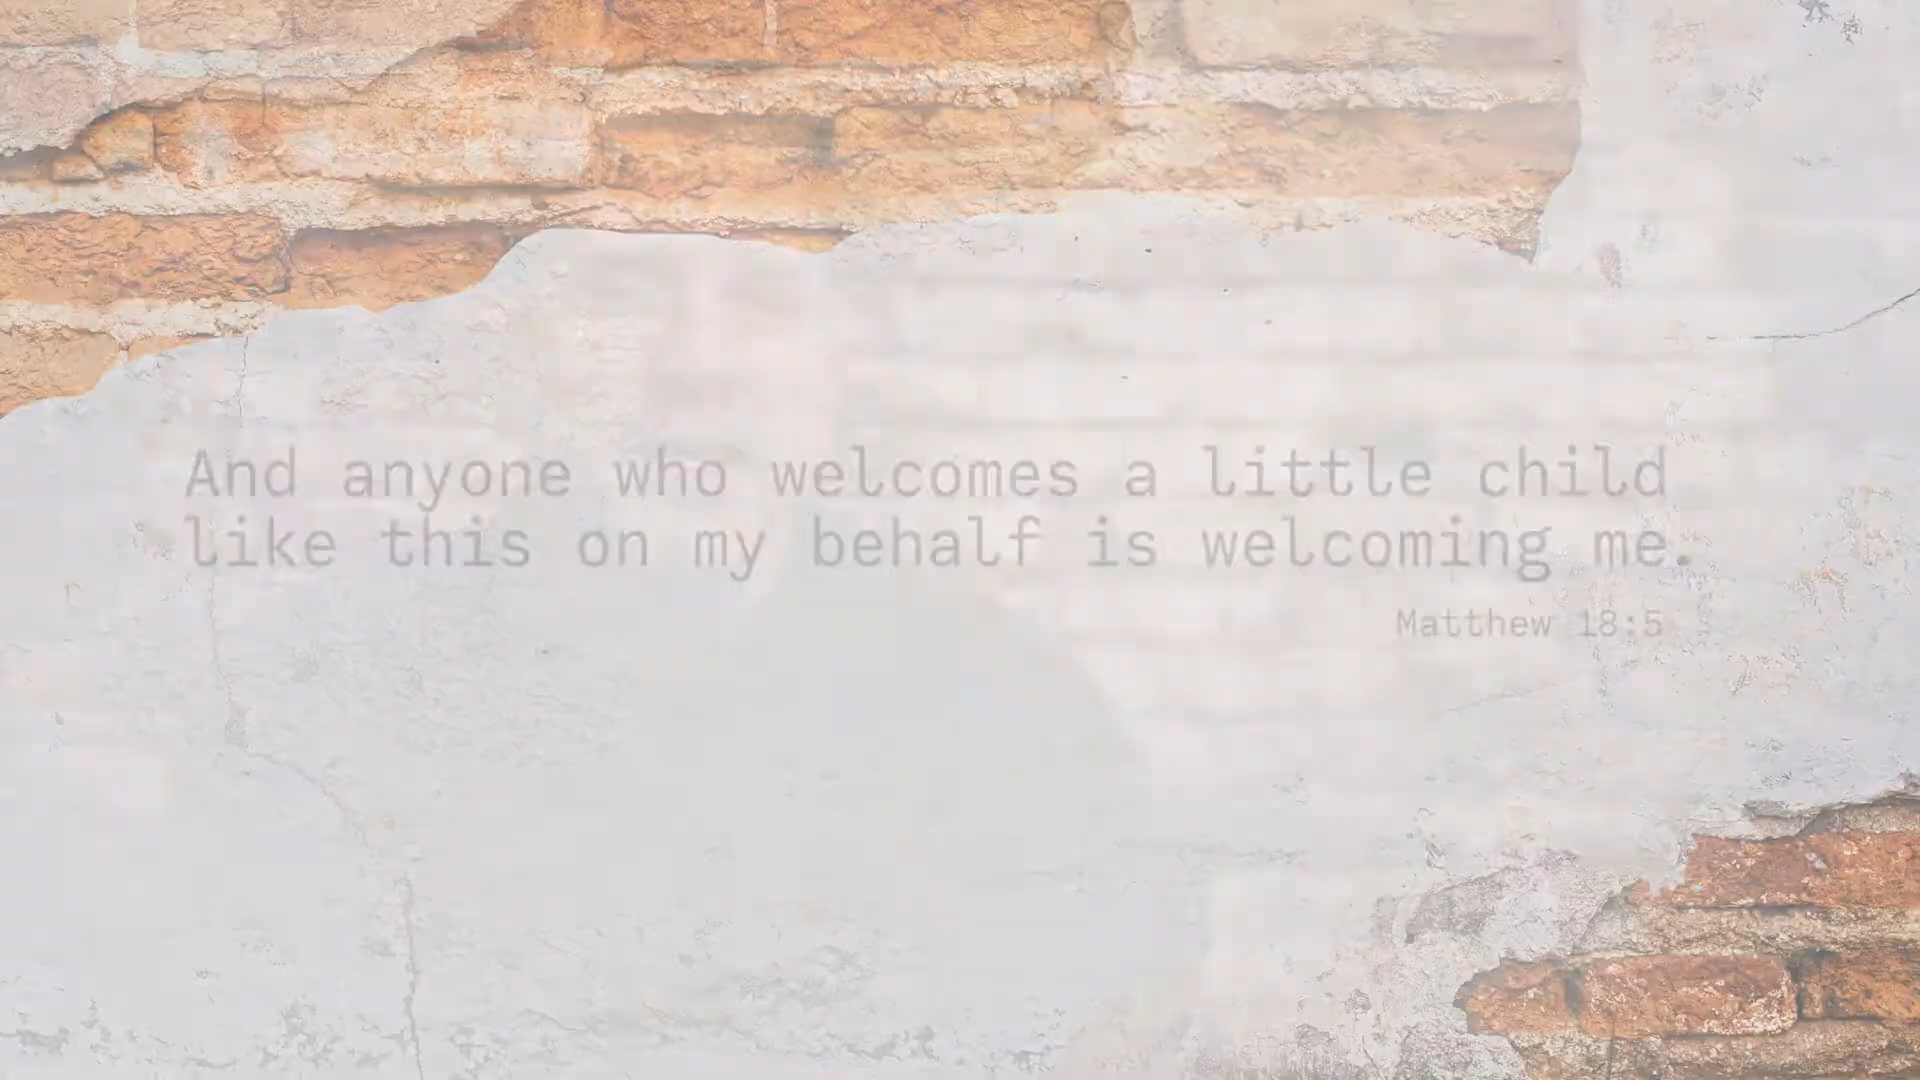 And anyone who welcomes a little child
like this on my behalf is welcoming me.
Matthew 18:5